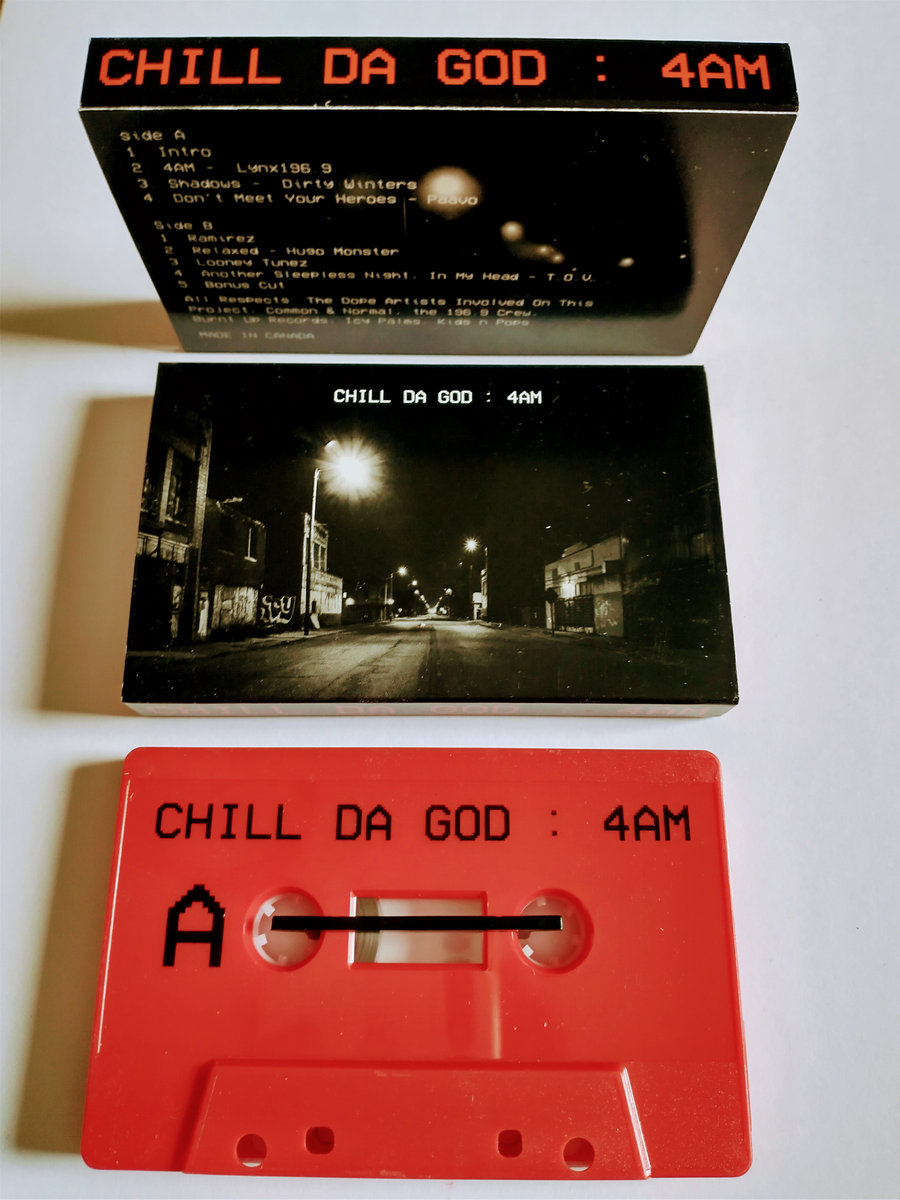 CHILL DA GOD : 4AM
side A
1 Intro
2 4AM - Lynx196.9
3 Shadows - Dirty Winters
4 Don't Meet Your Heroes - Paavo
Side B
1 Ramirez
2 Relaxed - Hugo Monster
3 Looney Tunez
4 Another Sleepless Night, In My Head - T.O.V.
5 Bonus Cut
All Respects, The Dope Artists Involved On This
Project, Common & Normal, the 196.9 Crew,
Burnt Up Records, Icy Palms, Kids n Pops
MADE IN CANADA
CHILL DA GOD : 4AM
CHILL DA GOD : 4AM
A